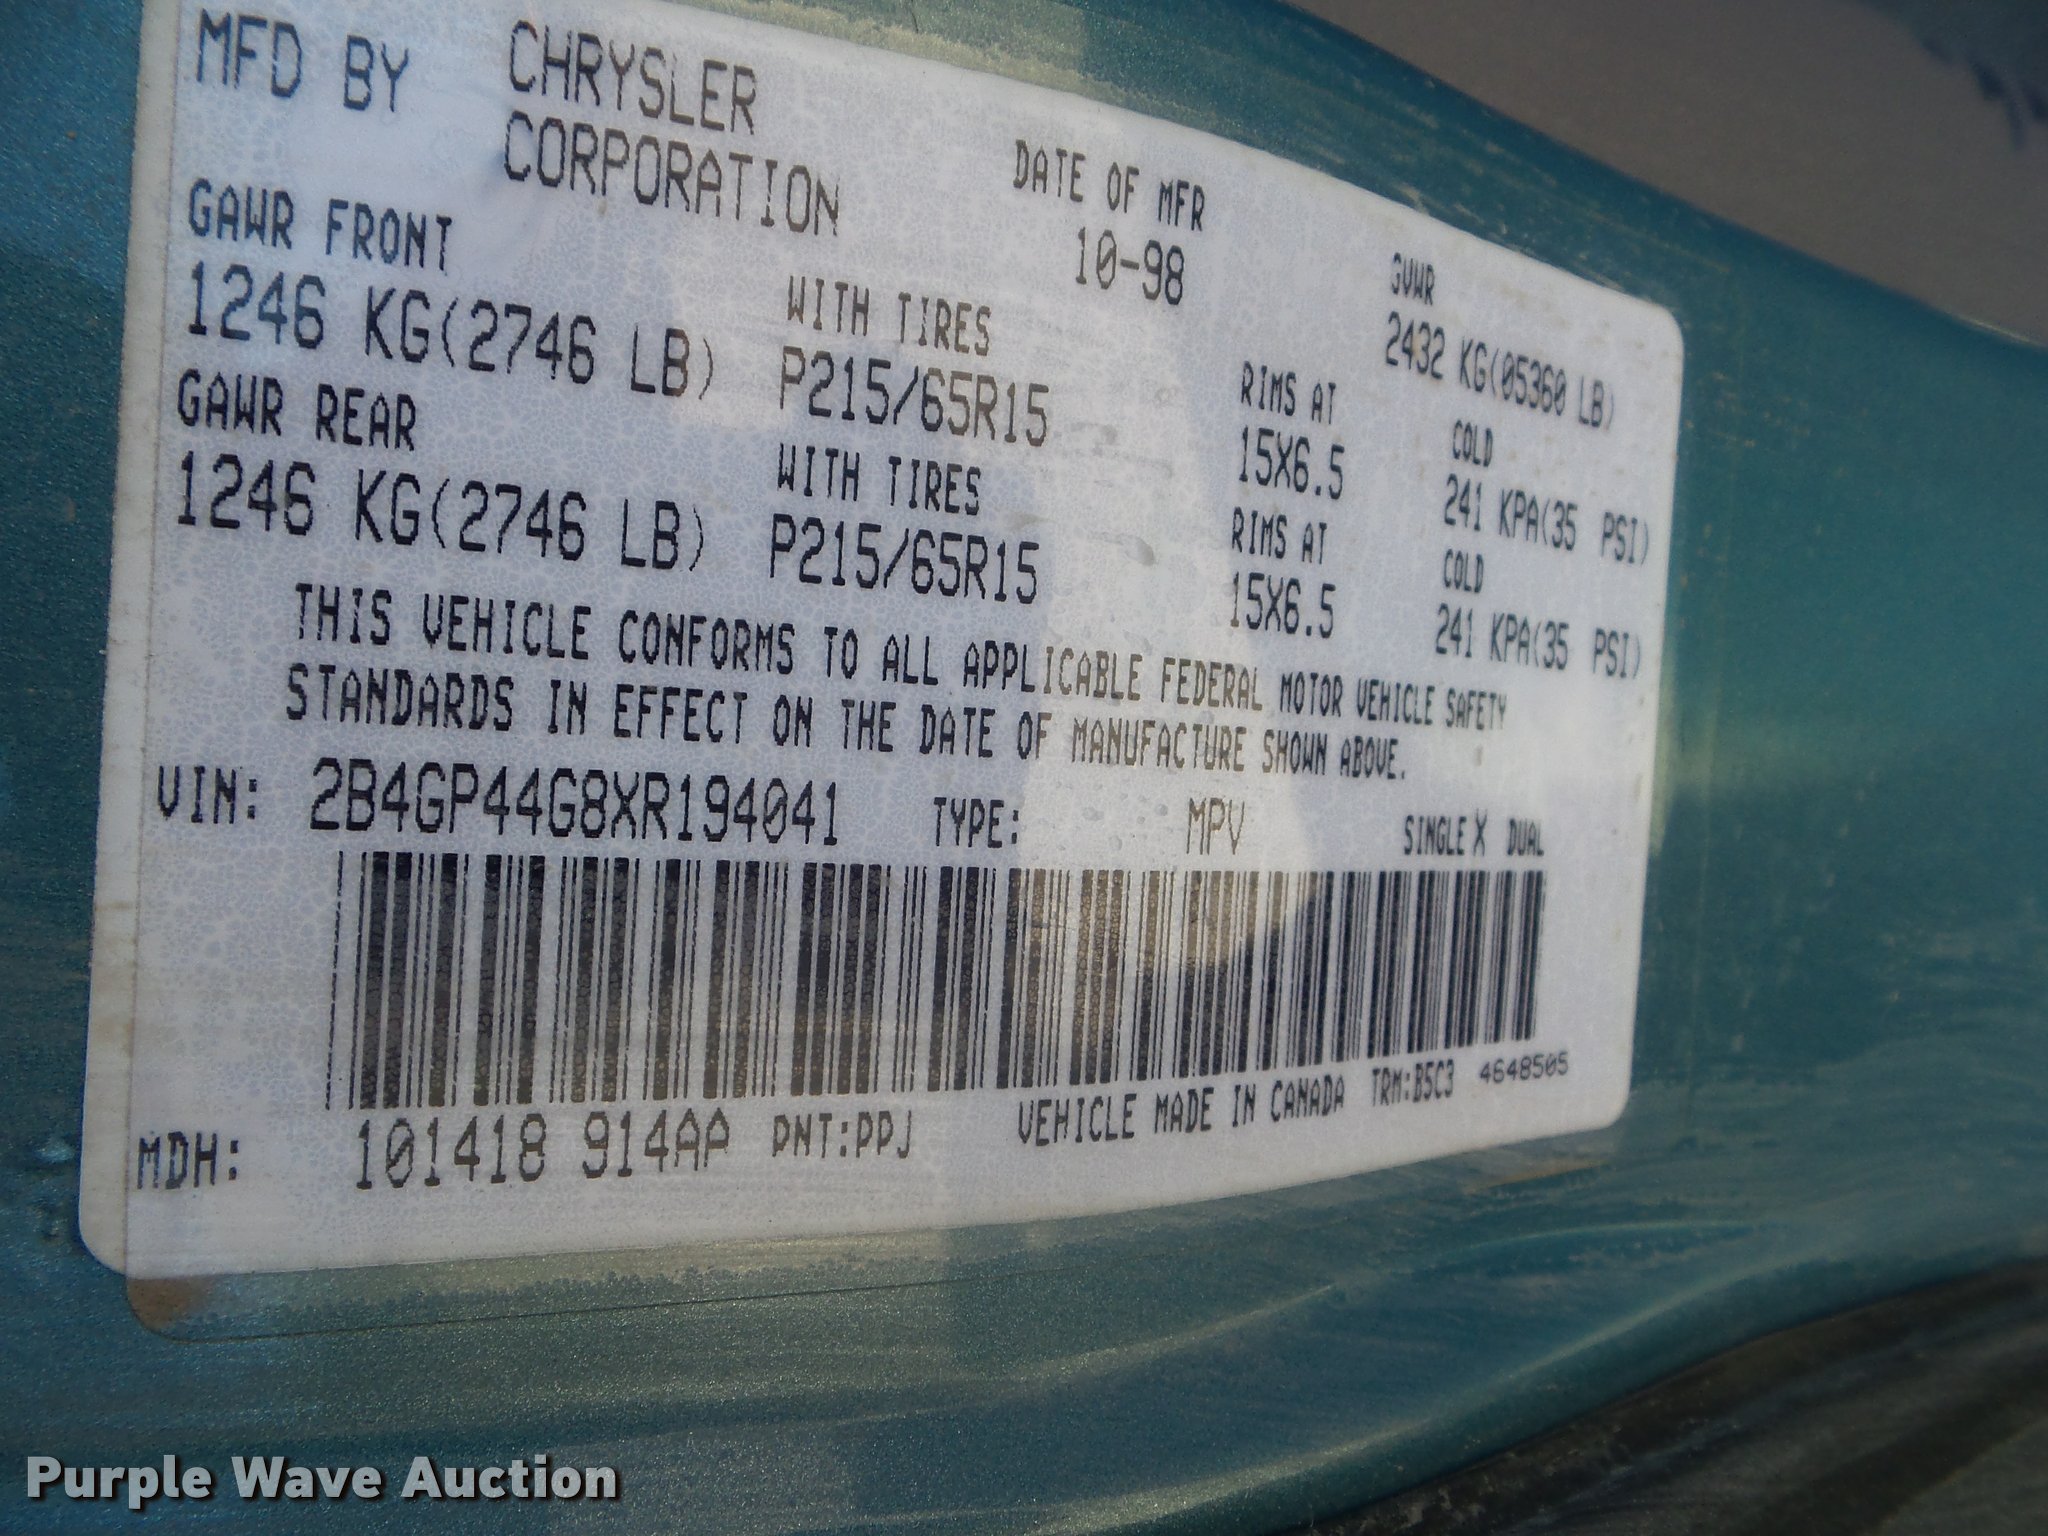 MFD BY CHRYSLER
CORPORATION
DATE OF MFR
10-98
GVWR
2432 KG(05360 LB)
GAWR FRONT
1246 KG(2746 LB)
WITH TIRES
P215/65R15
RIMS AT
15X6.5
COLD
241 KPA(35 PSI)
GAWR REAR
1246 KG(2746 LB)
WITH TIRES
P215/65R15
RIMS AT
15X6.5
COLD
241 KPA(35 PSI)
THIS VEHICLE CONFORMS TO ALL APPLICABLE FEDERAL MOTOR VEHICLE SAFETY
STANDARDS IN EFFECT ON THE DATE OF MANUFACTURE SHOWN ABOVE.
VIN: 2B4GP44G8XR194041 TYPE: MPV SINGLE X DUAL
MDH: 101418 914AA PNT:PPJ VEHICLE MADE IN CANADA TRM:B5C3 4648505
Purple Wave Auction